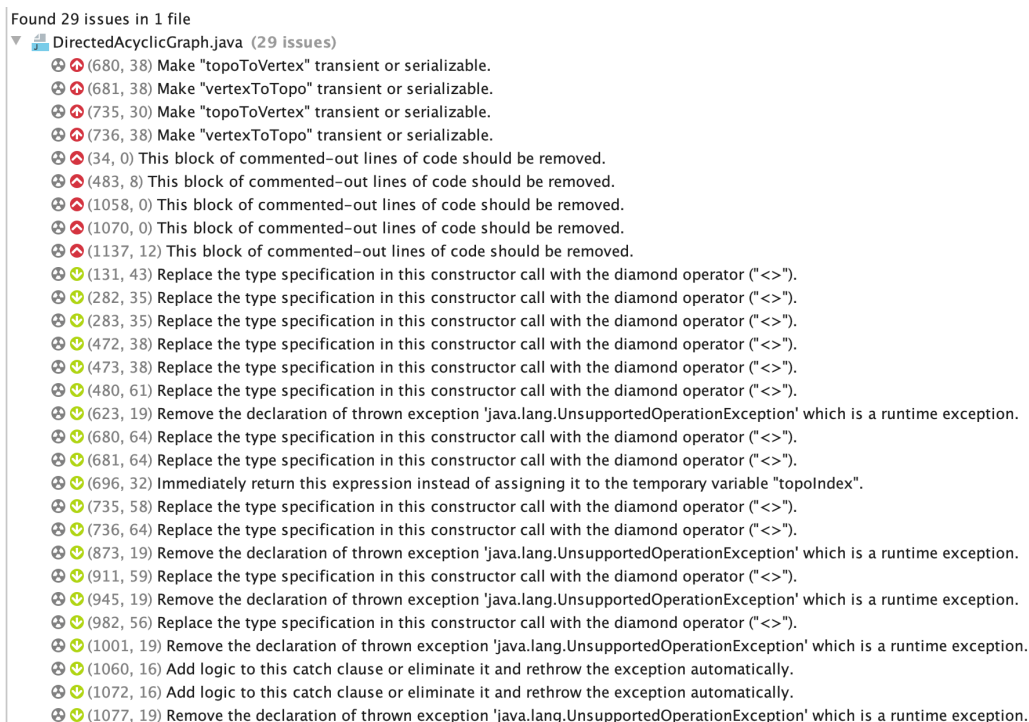 Found 29 issues in 1 file
DirectedAcyclicGraph.java (29 issues)
(680, 38) Make "topoToVertex" transient or serializable.
(681, 38) Make "vertexToTopo" transient or serializable.
(735, 30) Make "topoToVertex" transient or serializable.
(736, 38) Make "vertexToTopo" transient or serializable.
(34, 0) This block of commented-out lines of code should be removed.
(483, 8) This block of commented-out lines of code should be removed.
(1058, 0) This block of commented-out lines of code should be removed.
(1070, 0) This block of commented-out lines of code should be removed.
(1137, 12) This block of commented-out lines of code should be removed.
(131, 43) Replace the type specification in this constructor call with the diamond operator ("<>").
(282, 35) Replace the type specification in this constructor call with the diamond operator ("<>").
(283, 35) Replace the type specification in this constructor call with the diamond operator ("<>").
(472, 38) Replace the type specification in this constructor call with the diamond operator ("<>").
(473, 38) Replace the type specification in this constructor call with the diamond operator ("<>").
(480, 61) Replace the type specification in this constructor call with the diamond operator ("<>").
(623, 19) Remove the declaration of thrown exception 'java.lang.UnsupportedOperationException' which is a runtime exception.
(680, 64) Replace the type specification in this constructor call with the diamond operator ("<>").
(681, 64) Replace the type specification in this constructor call with the diamond operator ("<>").
(696, 32) Immediately return this expression instead of assigning it to the temporary variable "topoIndex".
(735, 58) Replace the type specification in this constructor call with the diamond operator ("<>").
(736, 64) Replace the type specification in this constructor call with the diamond operator ("<>").
(873, 19) Remove the declaration of thrown exception 'java.lang.UnsupportedOperationException' which is a runtime exception.
(911, 59) Replace the type specification in this constructor call with the diamond operator ("<>").
(945, 19) Remove the declaration of thrown exception 'java.lang.UnsupportedOperationException' which is a runtime exception.
(982, 56) Replace the type specification in this constructor call with the diamond operator ("<>").
(1001, 19) Remove the declaration of thrown exception 'java.lang.UnsupportedOperationException' which is a runtime exception.
(1060, 16) Add logic to this catch clause or eliminate it and rethrow the exception automatically.
(1072, 16) Add logic to this catch clause or eliminate it and rethrow the exception automatically.
(1077, 19) Remove the declaration of thrown exception 'java.lang.UnsupportedOperationException' which is a runtime exception.